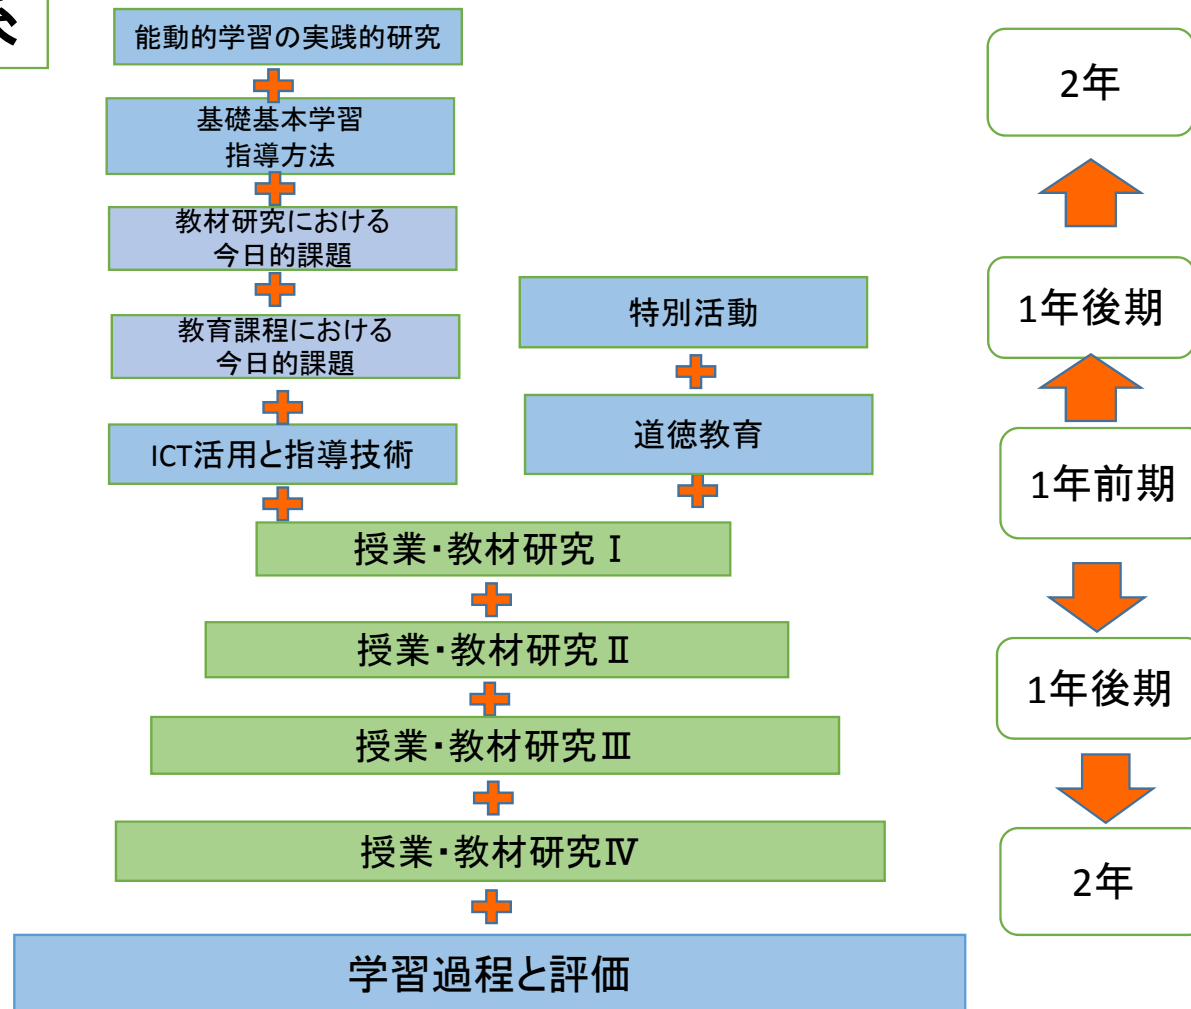 能動的学習の実践的研究
基礎基本学習
指導方法
教材研究における
今日的課題
教育課程における
今日的課題
ICT活用と指導技術
特別活動
道徳教育
授業・教材研究Ⅰ
授業・教材研究Ⅱ
授業・教材研究Ⅲ
授業・教材研究Ⅳ
学習過程と評価
2年
1年後期
1年前期
1年後期
2年